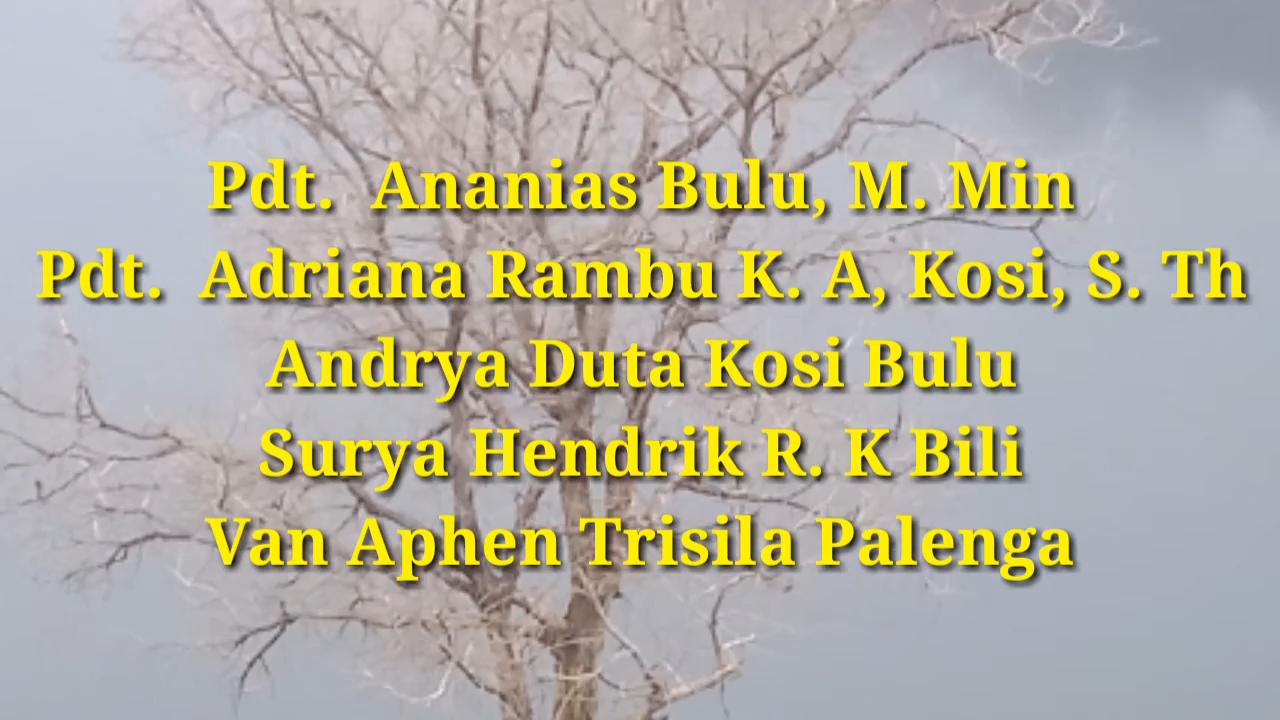 Pdt. Ananias Bulu, M. Min
Pdt. Adriana Rambu K. A, Kosi, S. Th
Andrya Duta Kosi Bulu
Surya Hendrik R. K Bili
Van Aphen Trisila Palenga